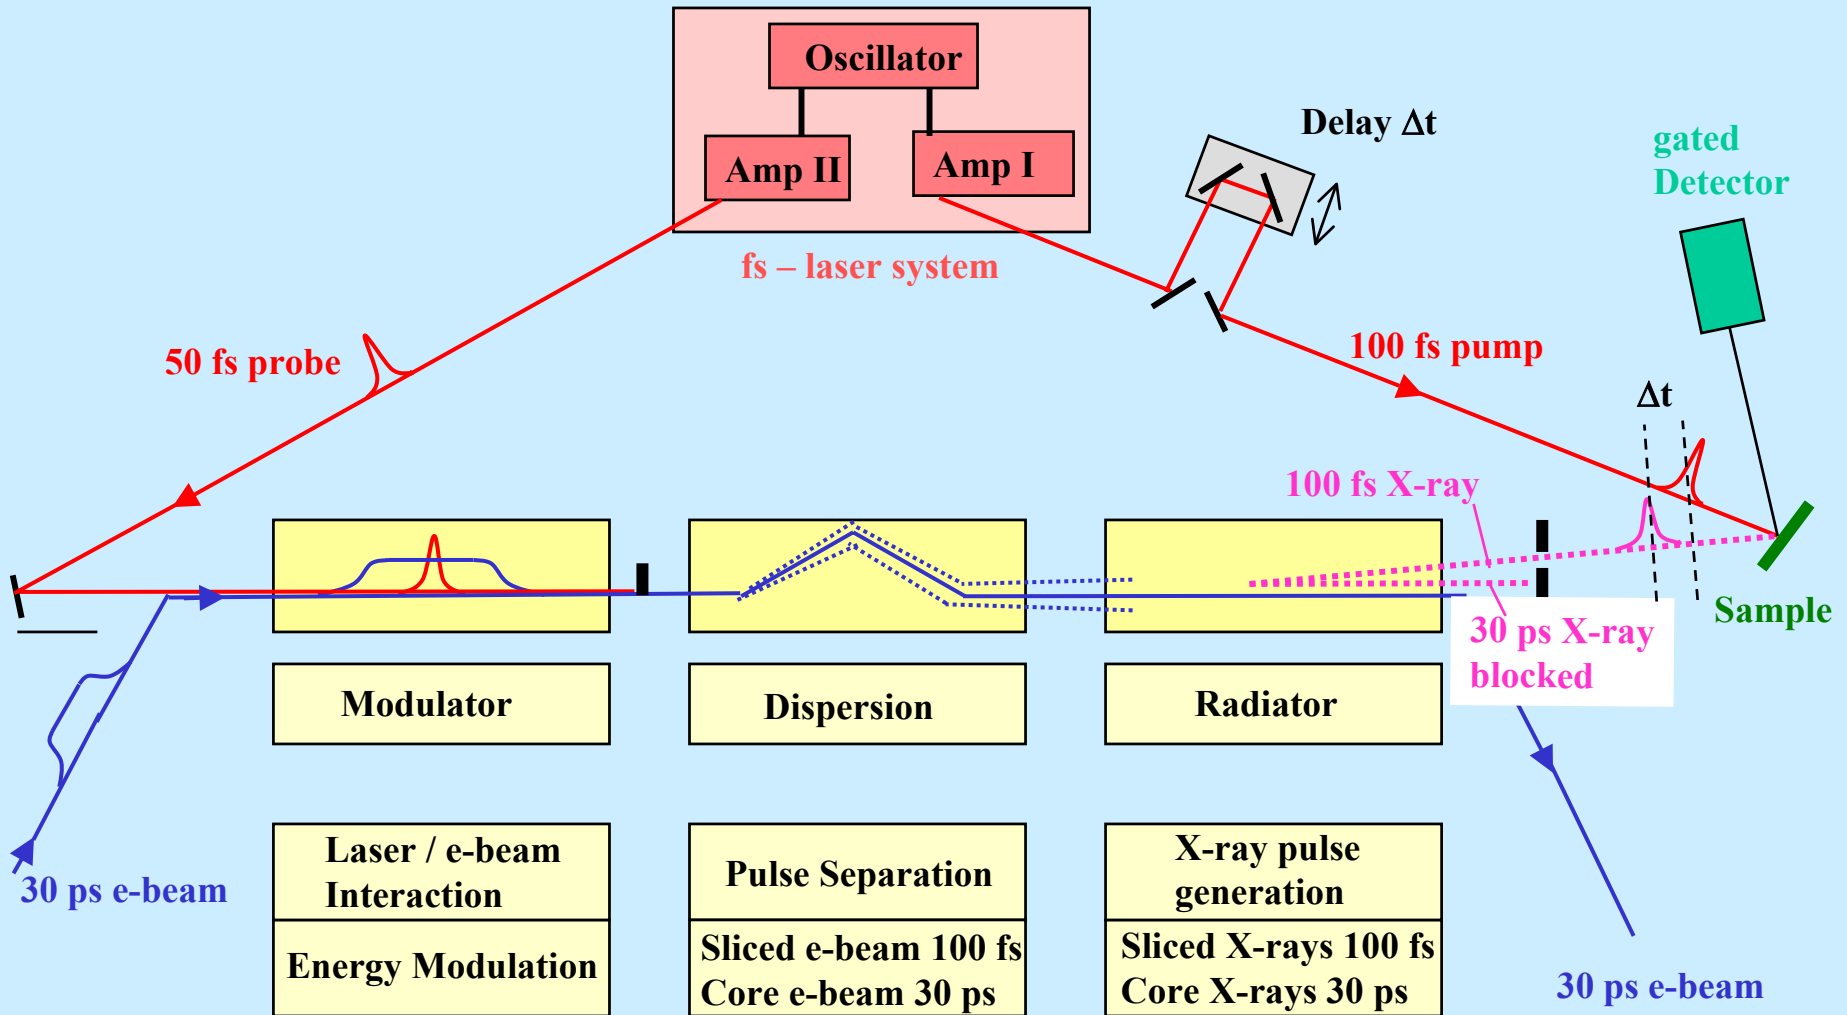 Oscillator
Amp II
Amp I
fs – laser system
Delay Δt
gated
Detector
50 fs probe
100 fs pump
Δt
100 fs X-ray
Sample
30 ps X-ray
blocked
Modulator
Dispersion
Radiator
30 ps e-beam
Laser / e-beam
Interaction
Energy Modulation
Pulse Separation
Sliced e-beam 100 fs
Core e-beam 30 ps
X-ray pulse
generation
Sliced X-rays 100 fs
Core X-rays 30 ps
30 ps e-beam